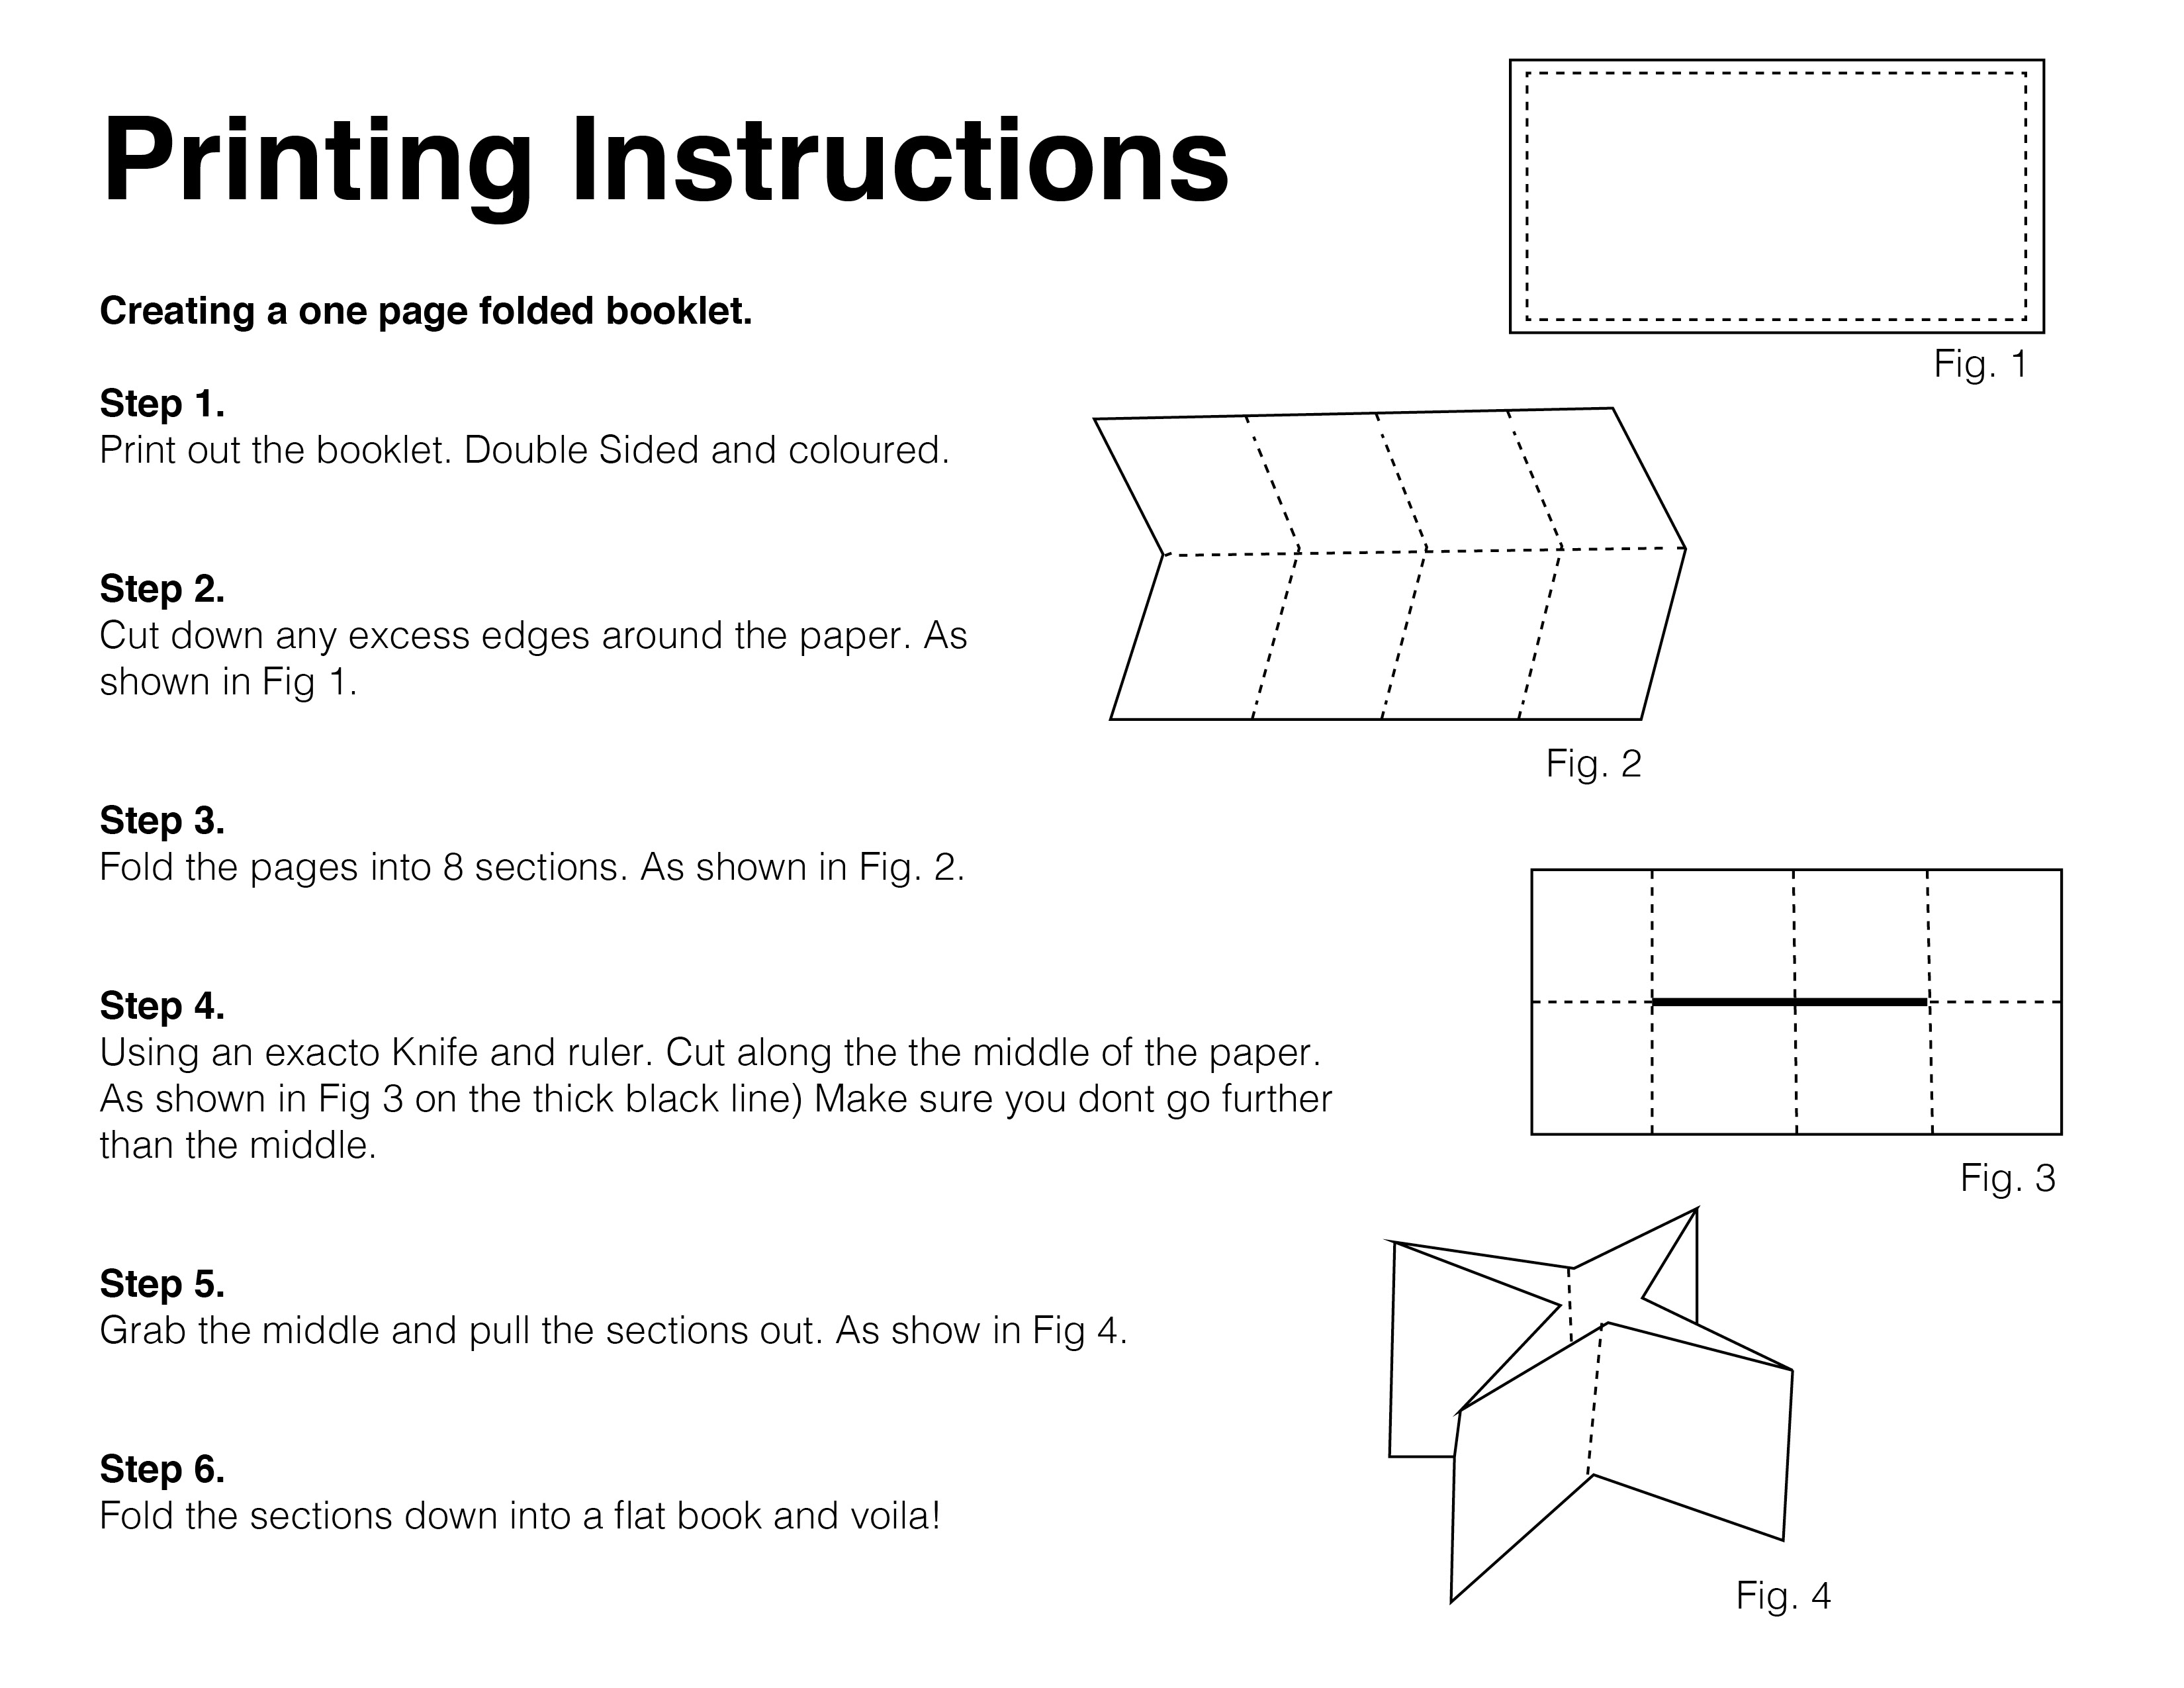 Printing Instructions
Creating a one page folded booklet.
Step 1.
Print out the booklet. Double Sided and coloured.
Step 2.
Cut down any excess edges around the paper. As
shown in Fig 1.
Step 3.
Fold the pages into 8 sections. As shown in Fig. 2.
Step 4.
Using an exacto Knife and ruler. Cut along the the middle of the paper.
As shown in Fig 3 on the thick black line) Make sure you dont go further
than the middle.
Step 5.
Grab the middle and pull the sections out. As show in Fig 4.
Step 6.
Fold the sections down into a flat book and voila!
Fig. 1
Fig. 2
Fig. 3
Fig. 4